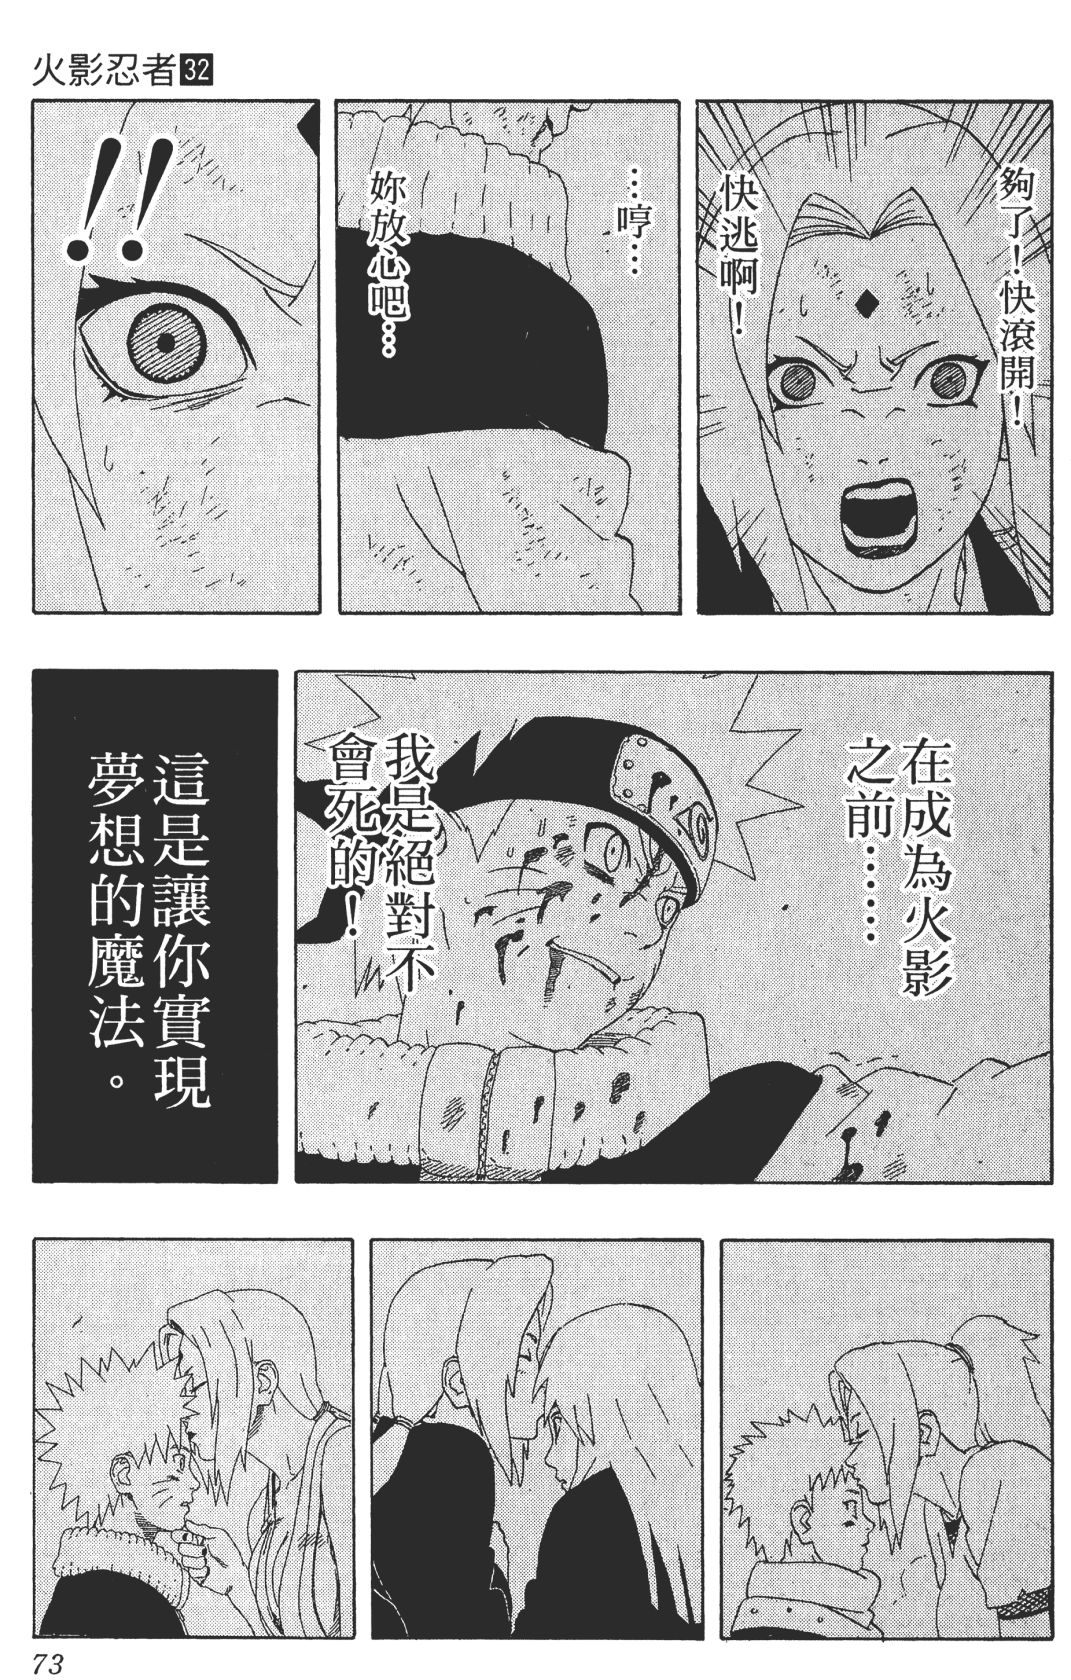 火影忍者32
夠了！快滾開！
快逃啊！
…哼…
妳放心吧…
！！
在成為火影
之前……
我是絕對不
會死的！
這是讓你實現
夢想的魔法。
73